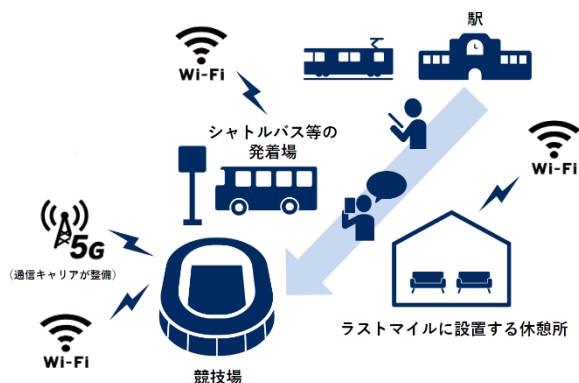 駅
Wi-Fi
シャトルバス等の
発着場
Wi-Fi
5G
(通信キャリアが整備)
Wi-Fi
競技場
ラストマイルに設置する休憩所